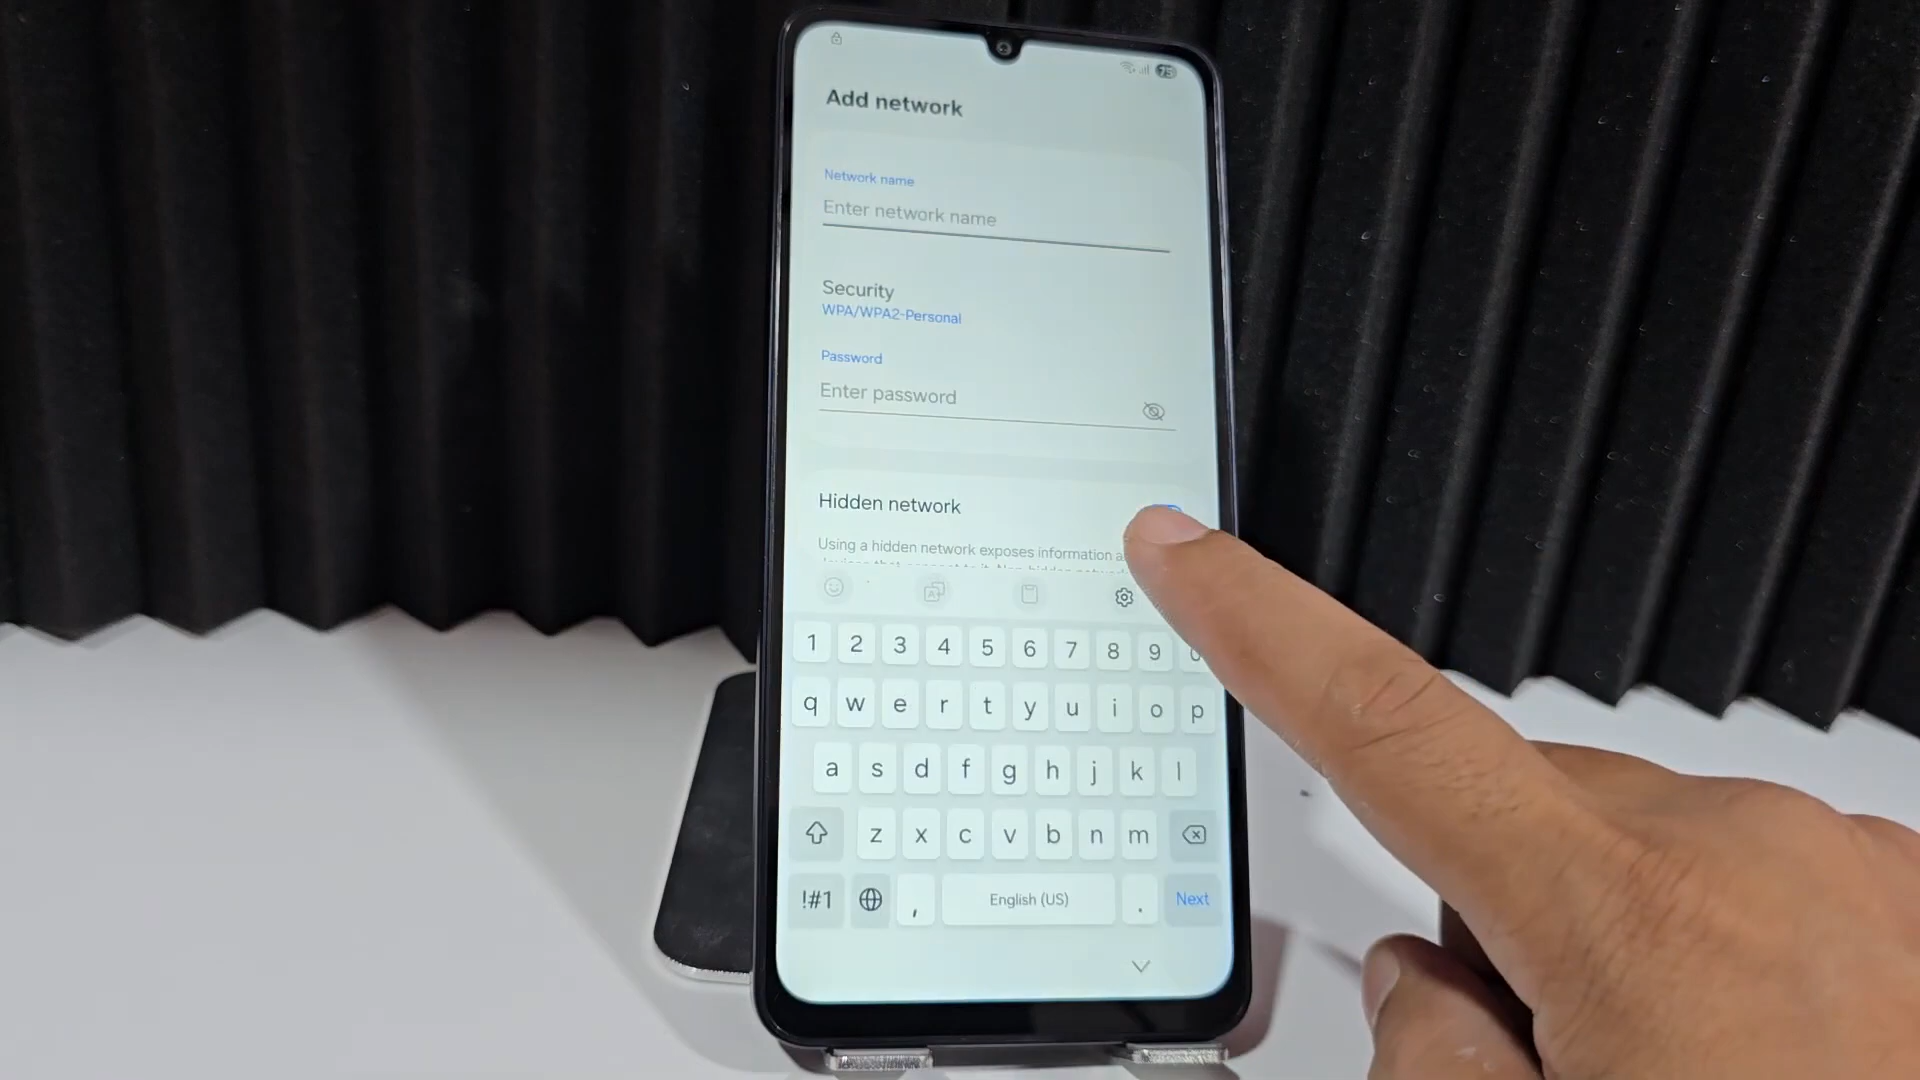 75
Add network
Network name
Enter network name
Security
WPA/WPA2-Personal
Password
Enter password
Hidden network
Using a hidden network exposes information
1 2 3 4 5 6 7 8 9
q w e r t y u i o p
a s d f g h j k l
z x c v b n m
!#1 , English (US) . Next